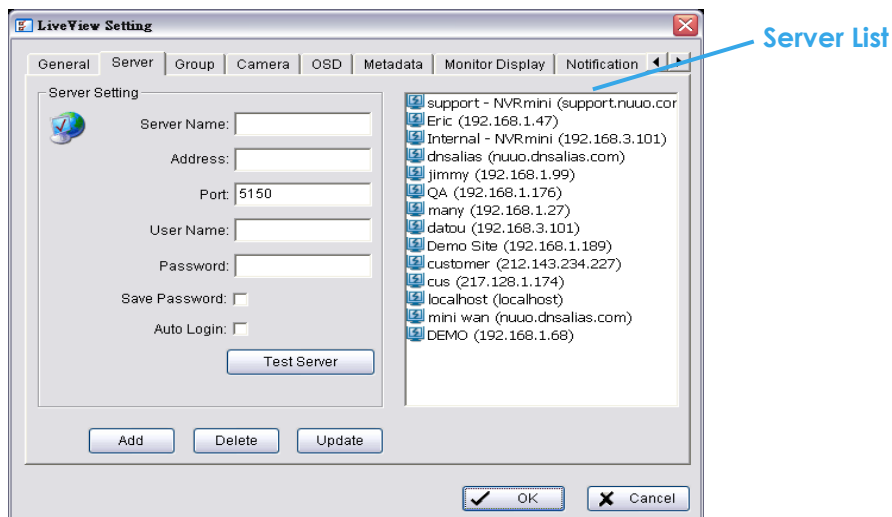 LiveView Setting
Server List
General Server Group Camera OSD Metadata Monitor Display Notification
Server Setting
Server Name:
Address:
Port: 5150
User Name:
Password:
Save Password:
Auto Login:
Test Server
support - NVRmini (support.nuuo.cor
Eric (192.168.1.47)
Internal - NVRmini (192.168.3.101)
dnsalias (nuuo.dnsalias.com)
jimmy (192.168.1.99)
QA (192.168.1.176)
many (192.168.1.27)
datou (192.168.3.101)
Demo Site (192.168.1.189)
customer (212.143.234.227)
cus (217.128.1.174)
localhost (localhost)
mini wan (nuuo.dnsalias.com)
DEMO (192.168.1.68)
Add Delete Update
OK Cancel